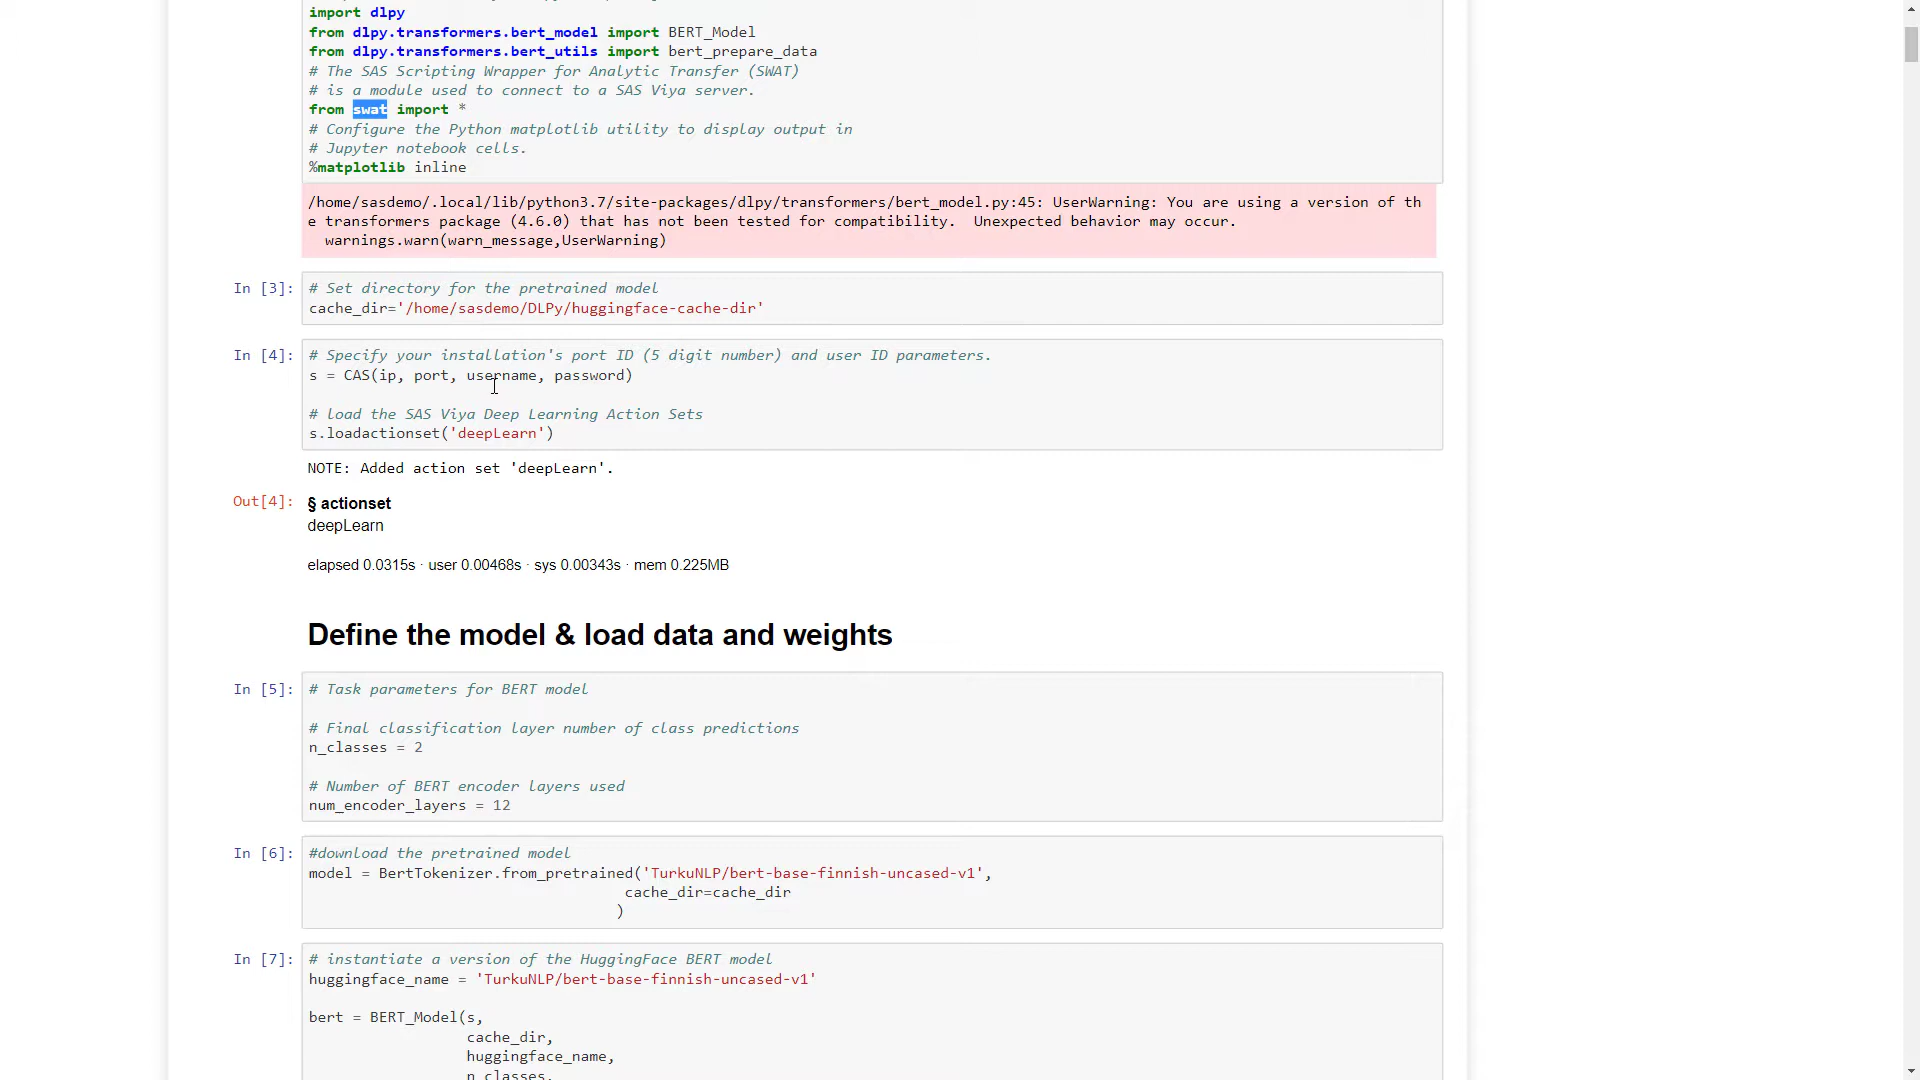 import dlpy
from dlpy.transformers.bert_model import BERT_Model
from dlpy.transformers.bert_utils import bert_prepare_data
# The SAS Scripting Wrapper for Analytic Transfer (SWAT)
# is a module used to connect to a SAS Viya server.
from swat import *
# Configure the Python matplotlib utility to display output in
# Jupyter notebook cells.
%matplotlib inline
/home/sasdemo/.local/lib/python3.7/site-packages/dlpy/transformers/bert_model.py:45: UserWarning: You are using a version of th
e transformers package (4.6.0) that has not been tested for compatibility.  Unexpected behavior may occur.
  warnings.warn(warn_message,UserWarning)
In [3]: # Set directory for the pretrained model
cache_dir='/home/sasdemo/DLPy/huggingface-cache-dir'
In [4]: # Specify your installation's port ID (5 digit number) and user ID parameters.
s = CAS(ip, port, username, password)
# load the SAS Viya Deep Learning Action Sets
s.loadactionset('deepLearn')
NOTE: Added action set 'deepLearn'.
Out[4]: § actionset
deepLearn
elapsed 0.0315s · user 0.00468s · sys 0.00343s · mem 0.225MB
Define the model & load data and weights
In [5]: # Task parameters for BERT model
# Final classification layer number of class predictions
n_classes = 2
# Number of BERT encoder layers used
num_encoder_layers = 12
In [6]: #download the pretrained model
model = BertTokenizer.from_pretrained('TurkuNLP/bert-base-finnish-uncased-v1',
cache_dir=cache_dir
)
In [7]: # instantiate a version of the HuggingFace BERT model
huggingface_name = 'TurkuNLP/bert-base-finnish-uncased-v1'
bert = BERT_Model(s,
cache_dir,
huggingface_name,
n_classes,